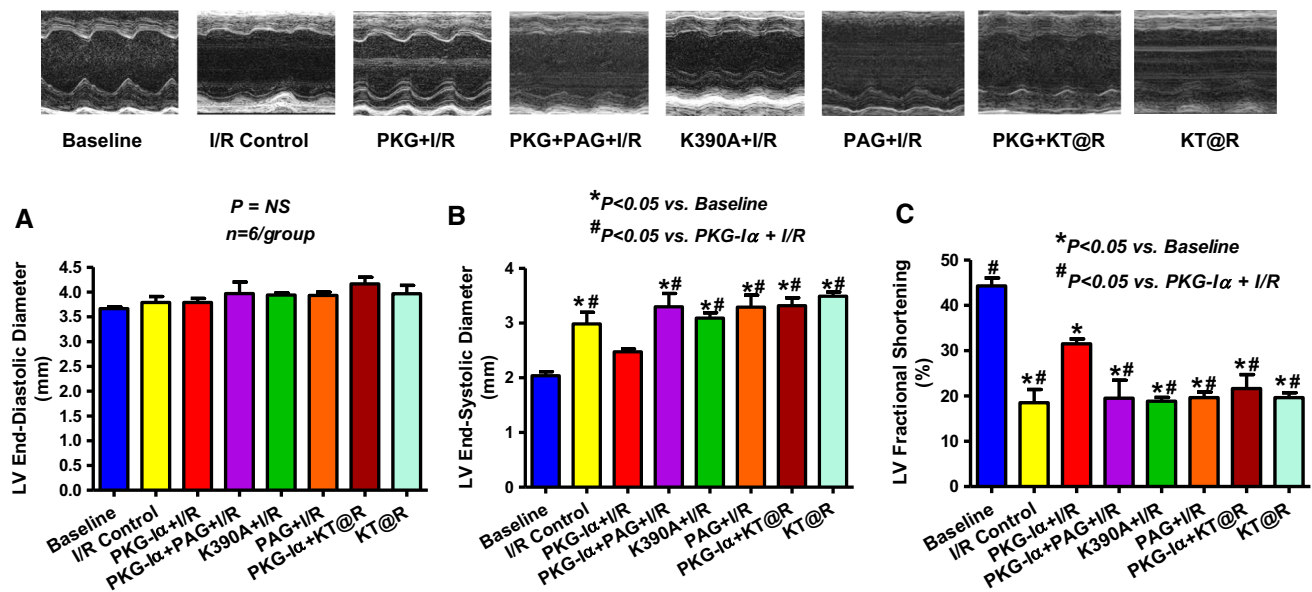 Baseline
I/R Control
PKG+I/R
PKG+PAG+I/R
K390A+I/R
PAG+I/R
PKG+KT@R
KT@R
A
P = NS
n=6/group
LV End-Diastolic Diameter
(mm)
4.5
4.0
3.5
3.0
2.5
2.0
1.5
1.0
0.5
0.0
Baseline
I/R Control
PKG-Iα+I/R
PKG-Iα+PAG+I/R
K390A+I/R
PAG+I/R
PKG-Iα+KT@R
KT@R
B
*P<0.05 vs. Baseline
#P<0.05 vs. PKG-Iα + I/R
LV End-Systolic Diameter
(mm)
4
3
2
1
0
*#
*#
*#
*#
*#
*#
Baseline
I/R Control
PKG-Iα+I/R
PKG-Iα+PAG+I/R
K390A+I/R
PAG+I/R
PKG-Iα+KT@R
KT@R
C
*P<0.05 vs. Baseline
#P<0.05 vs. PKG-Iα + I/R
LV Fractional Shortening
(%)
50
40
30
20
10
0
#
*#
*
*#
*#
*#
*#
*#
Baseline
I/R Control
PKG-Iα+I/R
PKG-Iα+PAG+I/R
K390A+I/R
PAG+I/R
PKG-Iα+KT@R
KT@R